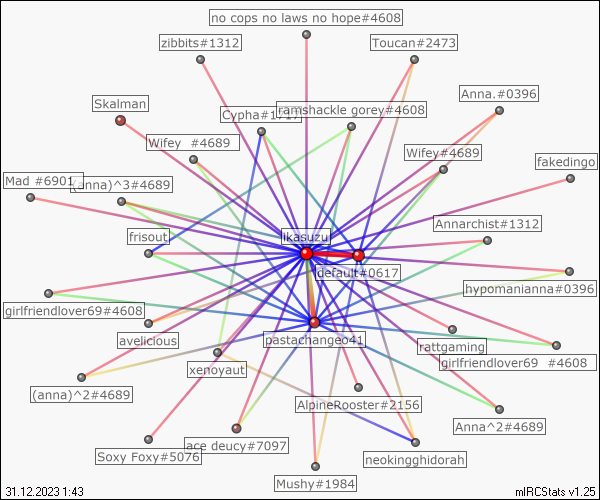 no cops no laws no hope#4608
zibbits#1312
Toucan#2473
Anna.#0396
Skalman
Cypha#1717
ramshackle gorey#4608
Wifey #4689
Wifey#4689
fakedingo
Mad #6901
(anna)^3#4689
Annarchist#1312
frisout
ikasuzu
default#0617
hypomanianna#0396
girlfriendlover69#4608
avelicious
pastachangeo41
rattgaming
girlfriendlover69 #4608
xenoyaut
(anna)^2#4689
AlpineRooster#2156
Anna^2#4689
ace deucy#7097
Soxy Foxy#5076
neokingghidorah
Mushy#1984
31.12.2023 1:43
mIRCStats v1.25